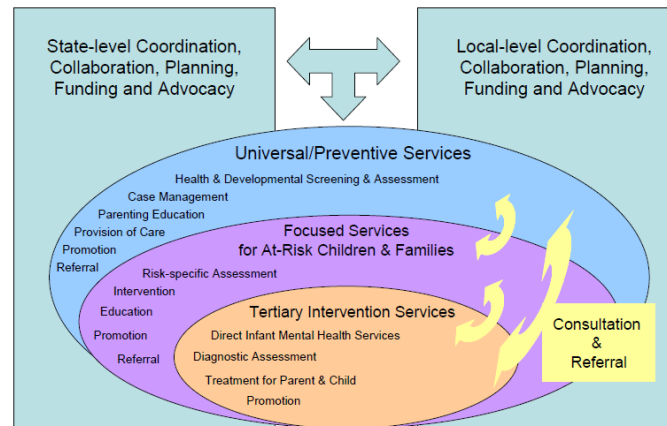 State-level Coordination,
Collaboration, Planning,
Funding and Advocacy
Local-level Coordination,
Collaboration, Planning,
Funding and Advocacy
Universal/Preventive Services
Health & Developmental Screening & Assessment
Case Management
Parenting Education
Provision of Care
Promotion
Referral
Focused Services
for At-Risk Children & Families
Risk-specific Assessment
Intervention
Education
Promotion
Referral
Tertiary Intervention Services
Direct Infant Mental Health Services
Diagnostic Assessment
Treatment for Parent & Child
Promotion
Consultation
&
Referral